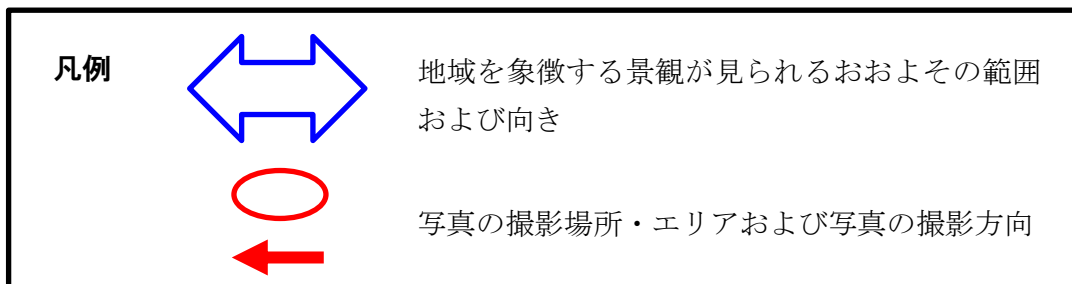 凡例
地域を象徴する景観が見られるおおよその範囲
および向き
写真の撮影場所・エリアおよび写真の撮影方向